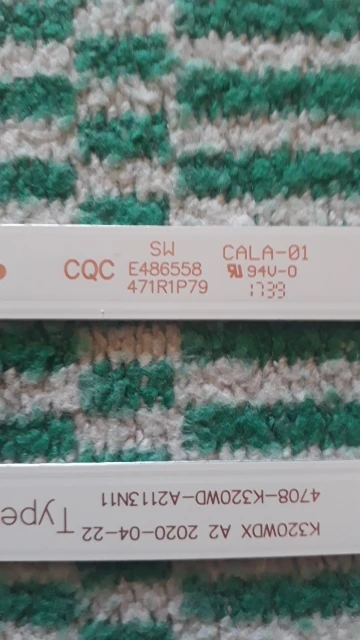 SW
CALA-01
CQC E486558
94V-0
471R1P79
1739
K320WDX A2 2020-04-22 Type
4708-K320WD-A2113N11